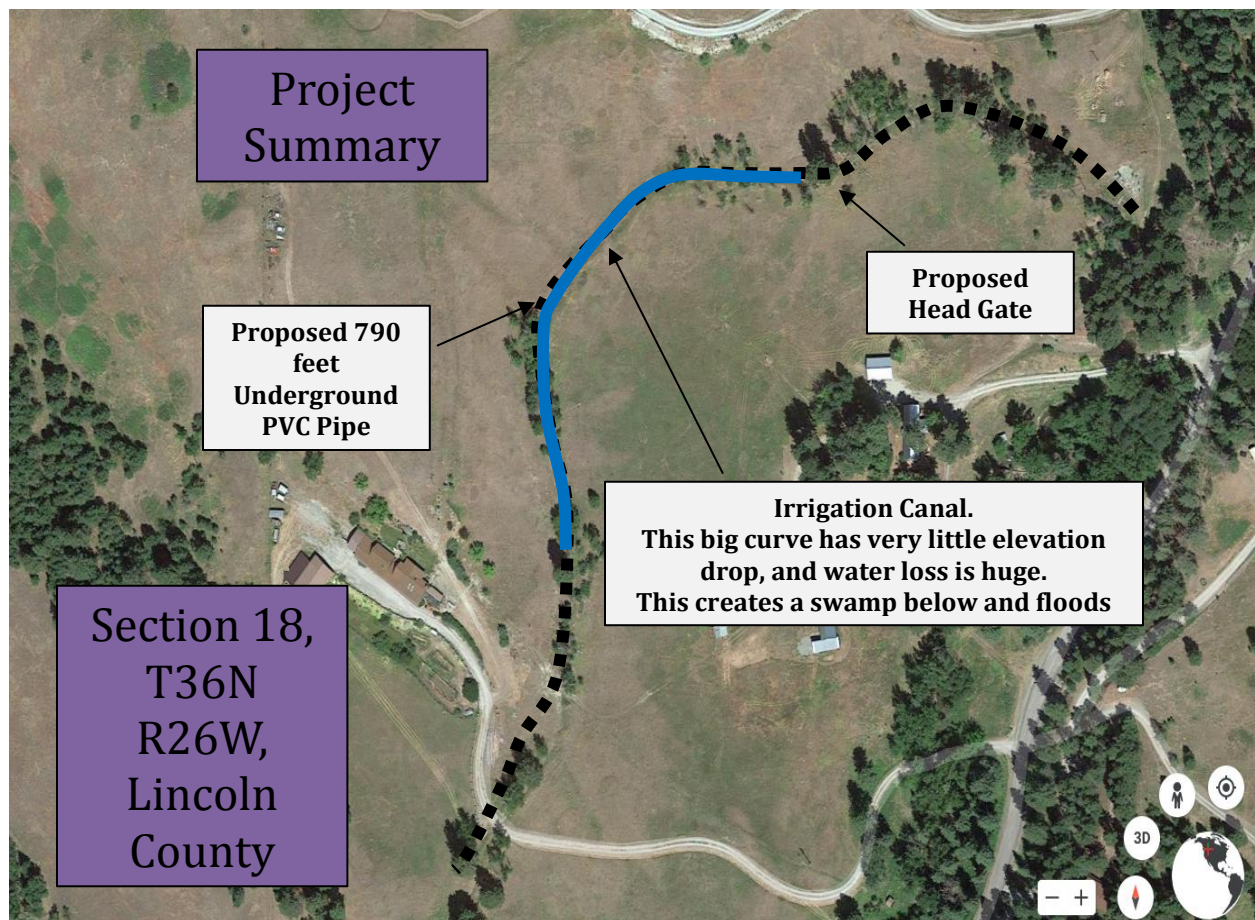 Project
Summary
Proposed
Head Gate
Proposed 790
feet
Underground
PVC Pipe
Irrigation Canal.
This big curve has very little elevation
drop, and water loss is huge.
This creates a swamp below and floods
Section 18,
T36N
R26W,
Lincoln
County
3D